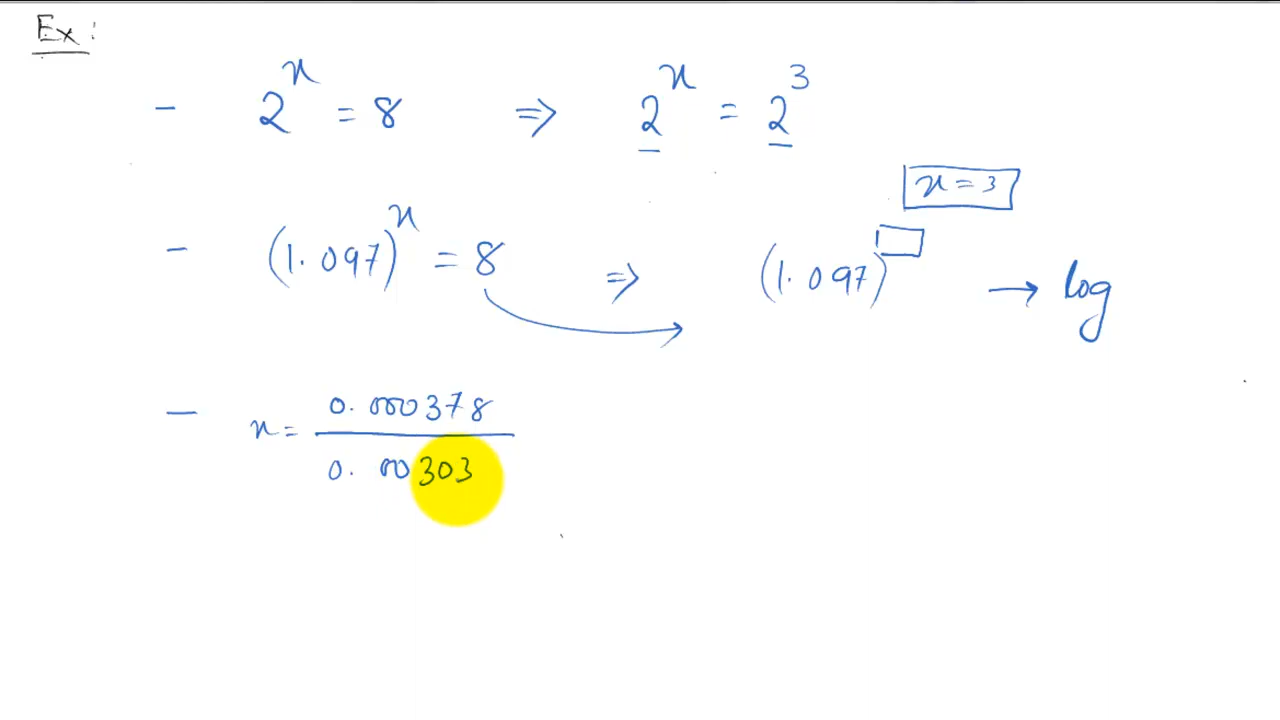 Ex:
- 2^x = 8 ⇒ 2^x = 2^3
x = 3
- (1.097)^x = 8 ⇒ (1.097)^□ → log
- x = 0.000378 / 0.00303